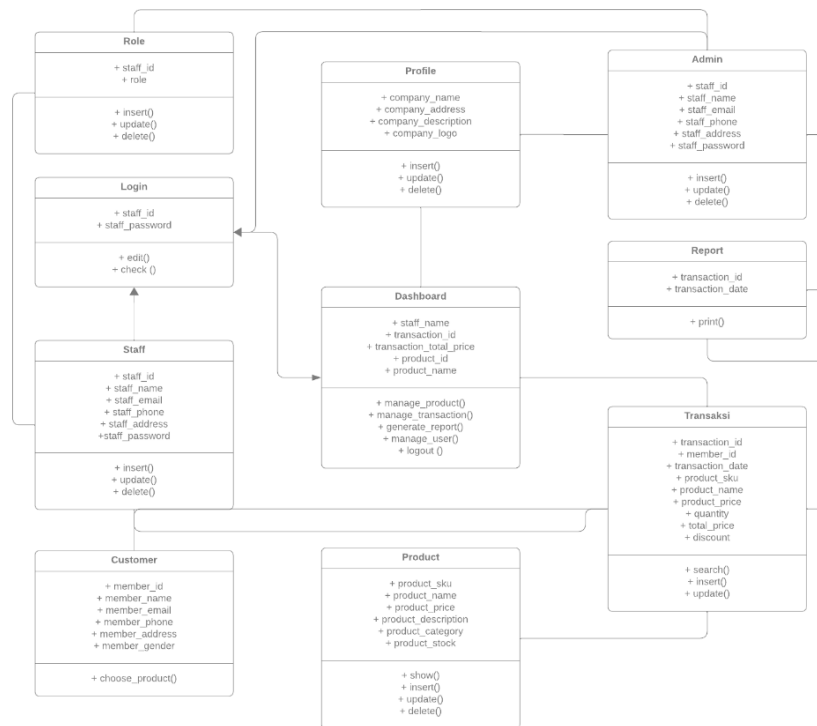 Role
+ staff_id
+ role
+ insert()
+ update()
+ delete()
Login
+ staff_id
+ staff_password
+ edit()
+ check ()
Staff
+ staff_id
+ staff_name
+ staff_email
+ staff_phone
+ staff_address
+staff_password
+ insert()
+ update()
+ delete()
Customer
+ member_id
+ member_name
+ member_email
+ member_phone
+ member_address
+ member_gender
+ choose_product()
Profile
+ company_name
+ company_address
+ company_description
+ company_logo
+ insert()
+ update()
+ delete()
Dashboard
+ staff_name
+ transaction_id
+ transaction_total_price
+ product_id
+ product_name
+ manage_product()
+ manage_transaction()
+ generate_report()
+ manage_user()
+ logout ()
Product
+ product_sku
+ product_name
+ product_price
+ product_description
+ product_category
+ product_stock
+ show()
+ insert()
+ update()
+ delete()
Admin
+ staff_id
+ staff_name
+ staff_email
+ staff_phone
+ staff_address
+ staff_password
+ insert()
+ update()
+ delete()
Report
+ transaction_id
+ transaction_date
+ print()
Transaksi
+ transaction_id
+ member_id
+ transaction_date
+ product_sku
+ product_name
+ product_price
+ quantity
+ total_price
+ discount
+ search()
+ insert()
+ update()